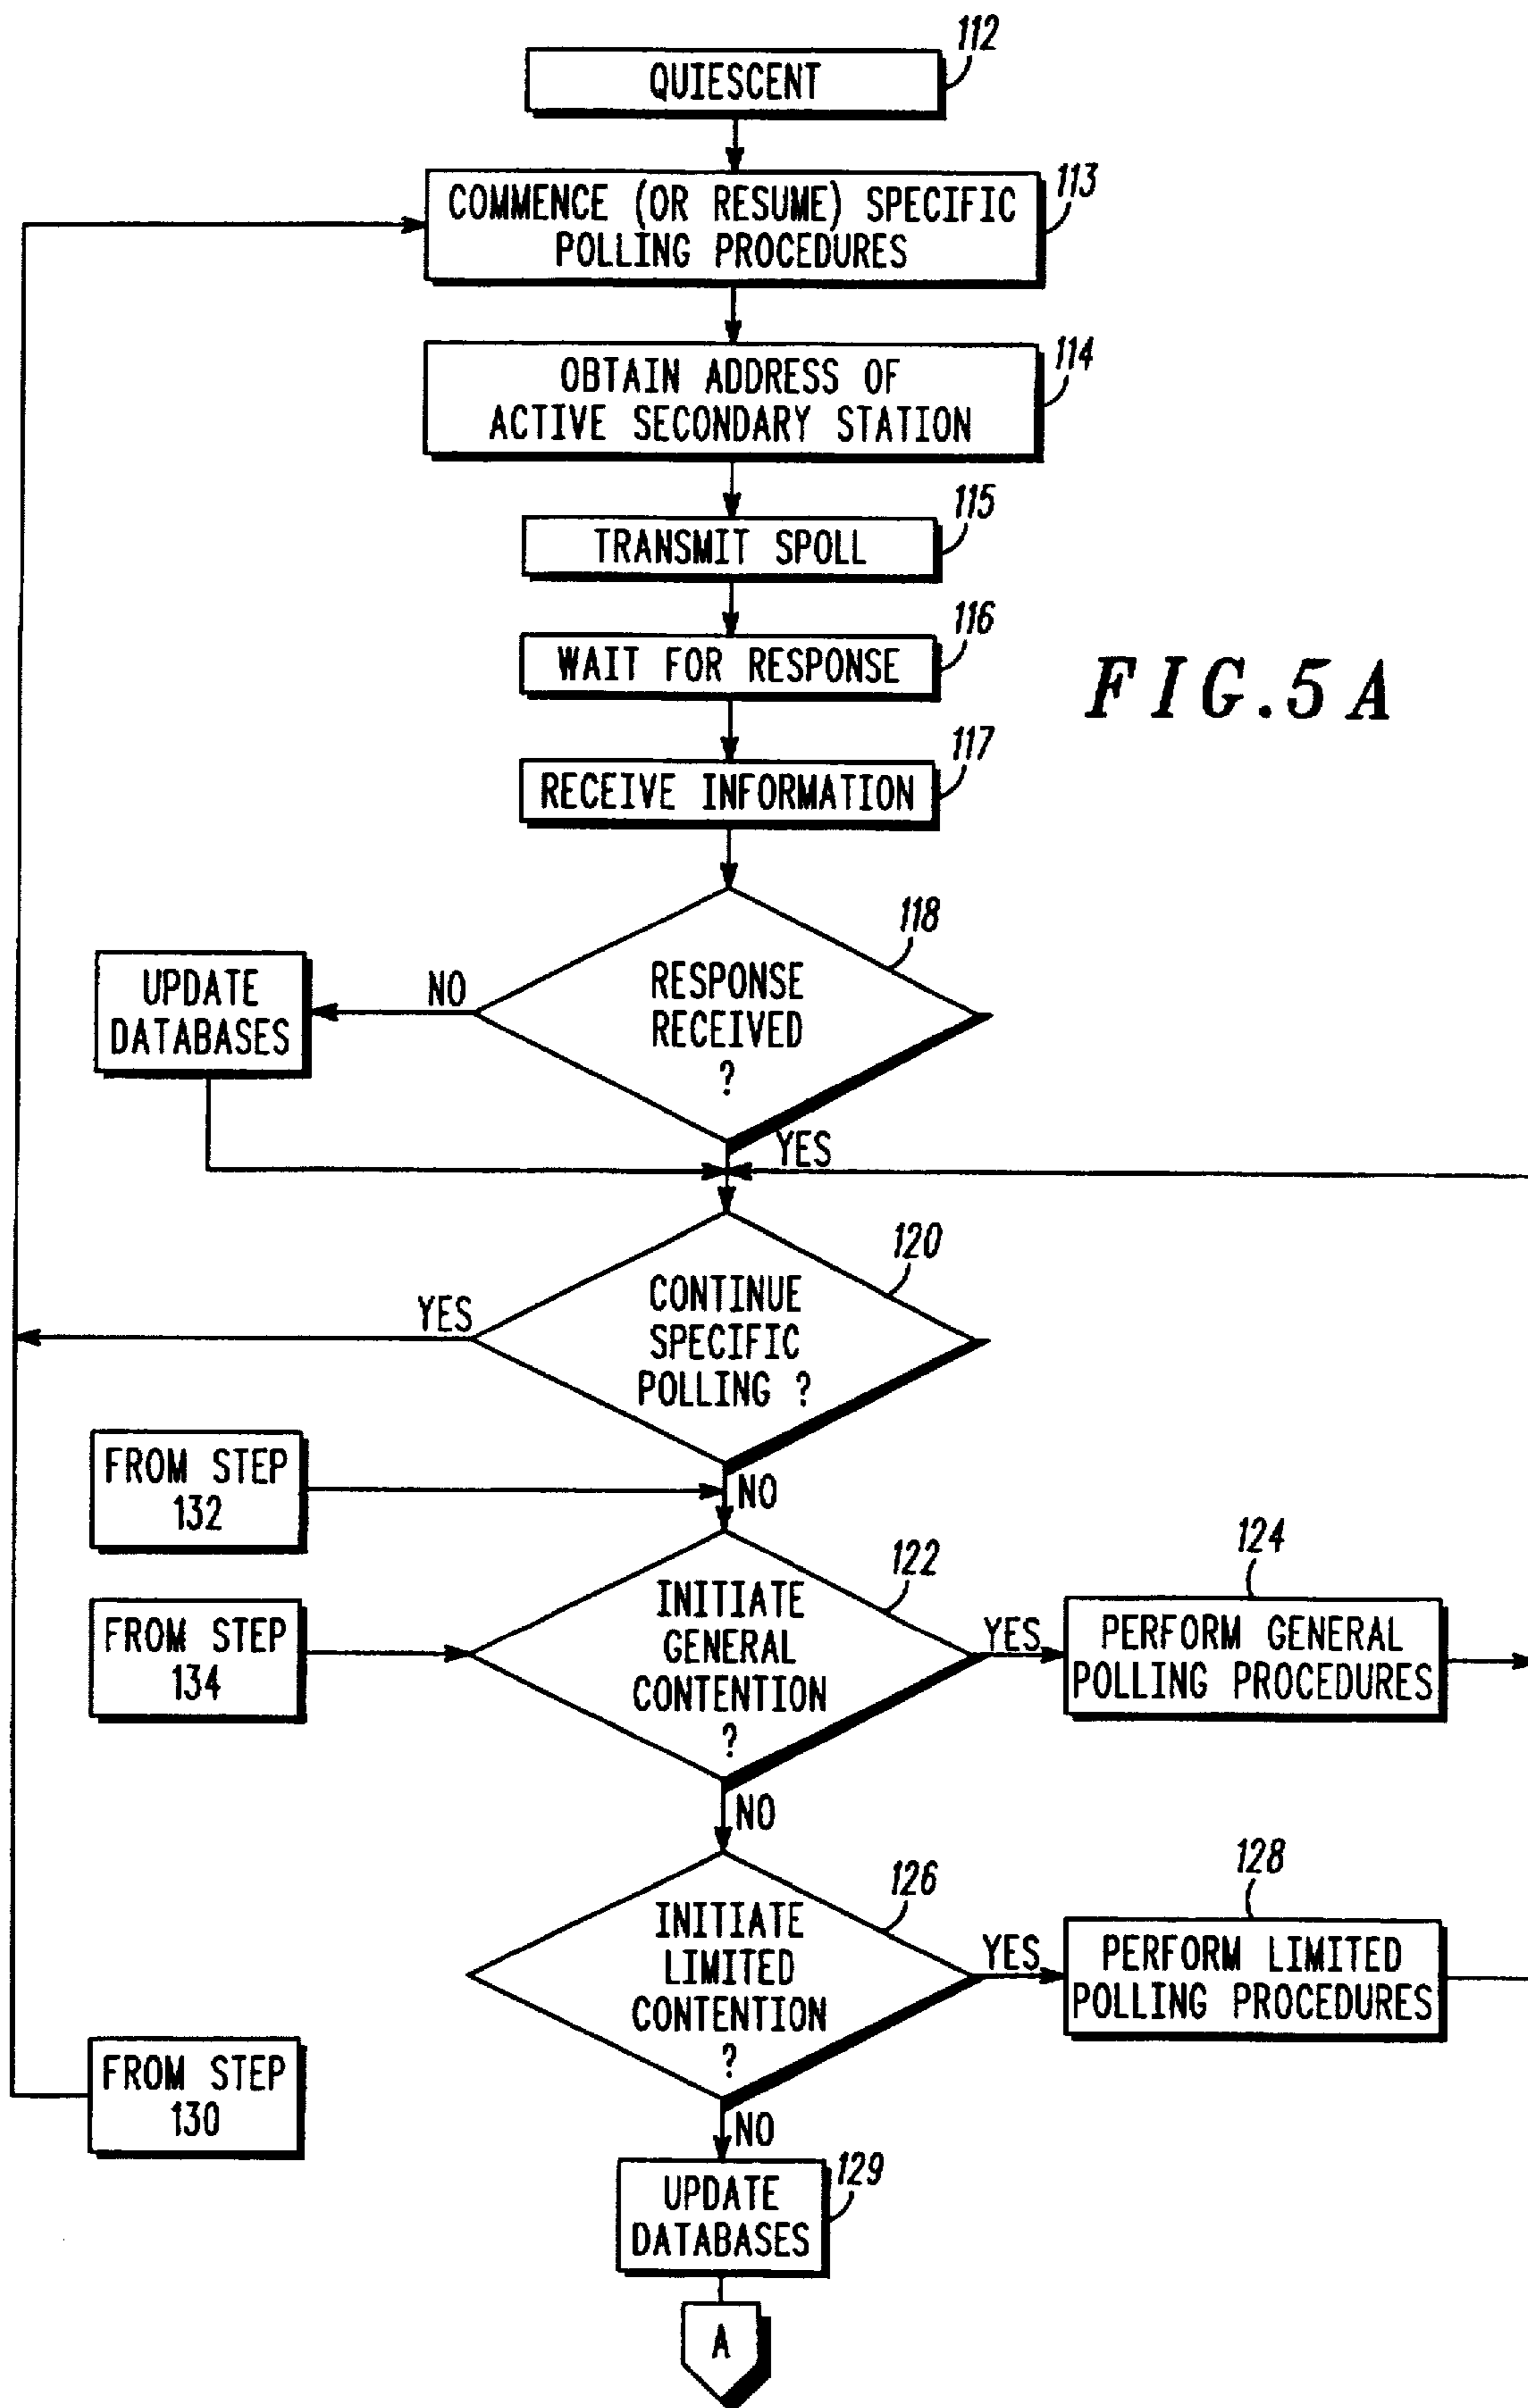 112
QUIESCENT
113
COMMENCE (OR RESUME) SPECIFIC
POLLING PROCEDURES
114
OBTAIN ADDRESS OF
ACTIVE SECONDARY STATION
115
TRANSMIT SPOLL
116
WAIT FOR RESPONSE
FIG.5A
117
RECEIVE INFORMATION
118
RESPONSE
RECEIVED
?
NO
UPDATE
DATABASES
YES
120
CONTINUE
SPECIFIC
POLLING ?
YES
FROM STEP
132
NO
122
INITIATE
GENERAL
CONTENTION
?
FROM STEP
134
YES
124
PERFORM GENERAL
POLLING PROCEDURES
NO
126
INITIATE
LIMITED
CONTENTION
?
YES
128
PERFORM LIMITED
POLLING PROCEDURES
FROM STEP
130
NO
129
UPDATE
DATABASES
A